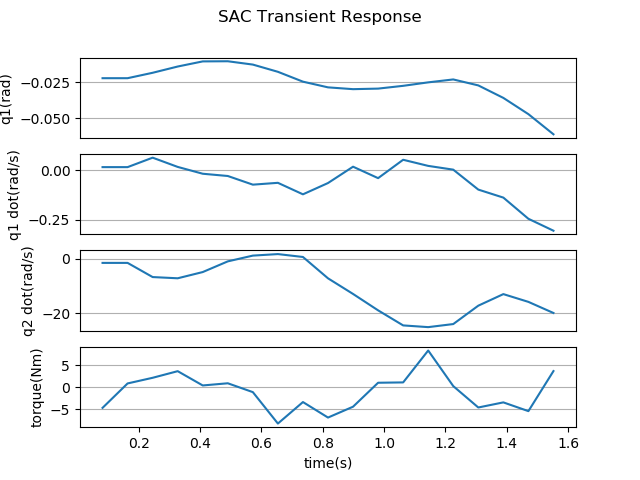 SAC Transient Response
q1(rad)
−0.025
−0.050
q1 dot(rad/s)
0.00
−0.25
q2 dot(rad/s)
0
−20
torque(Nm)
5
0
−5
0.2 0.4 0.6 0.8 1.0 1.2 1.4 1.6
time(s)